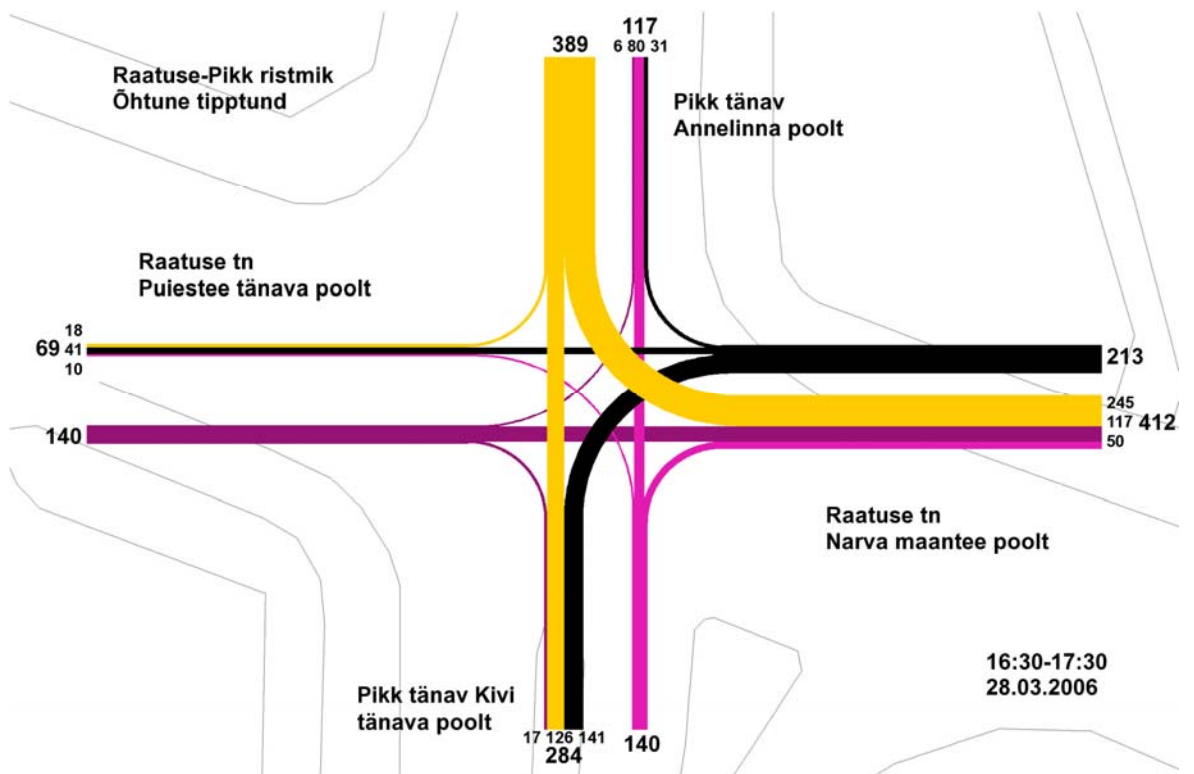 389
117
6 80 31
Raatuse-Pikk ristmik
Õhtune tipptund
Pikk tänav
Annelinna poolt
Raatuse tn
Puiestee tänava poolt
18
69 41
10
213
245
117 412
50
140
Raatuse tn
Narva maantee poolt
16:30-17:30
28.03.2006
Pikk tänav Kivi
tänava poolt
17 126 141
284
140